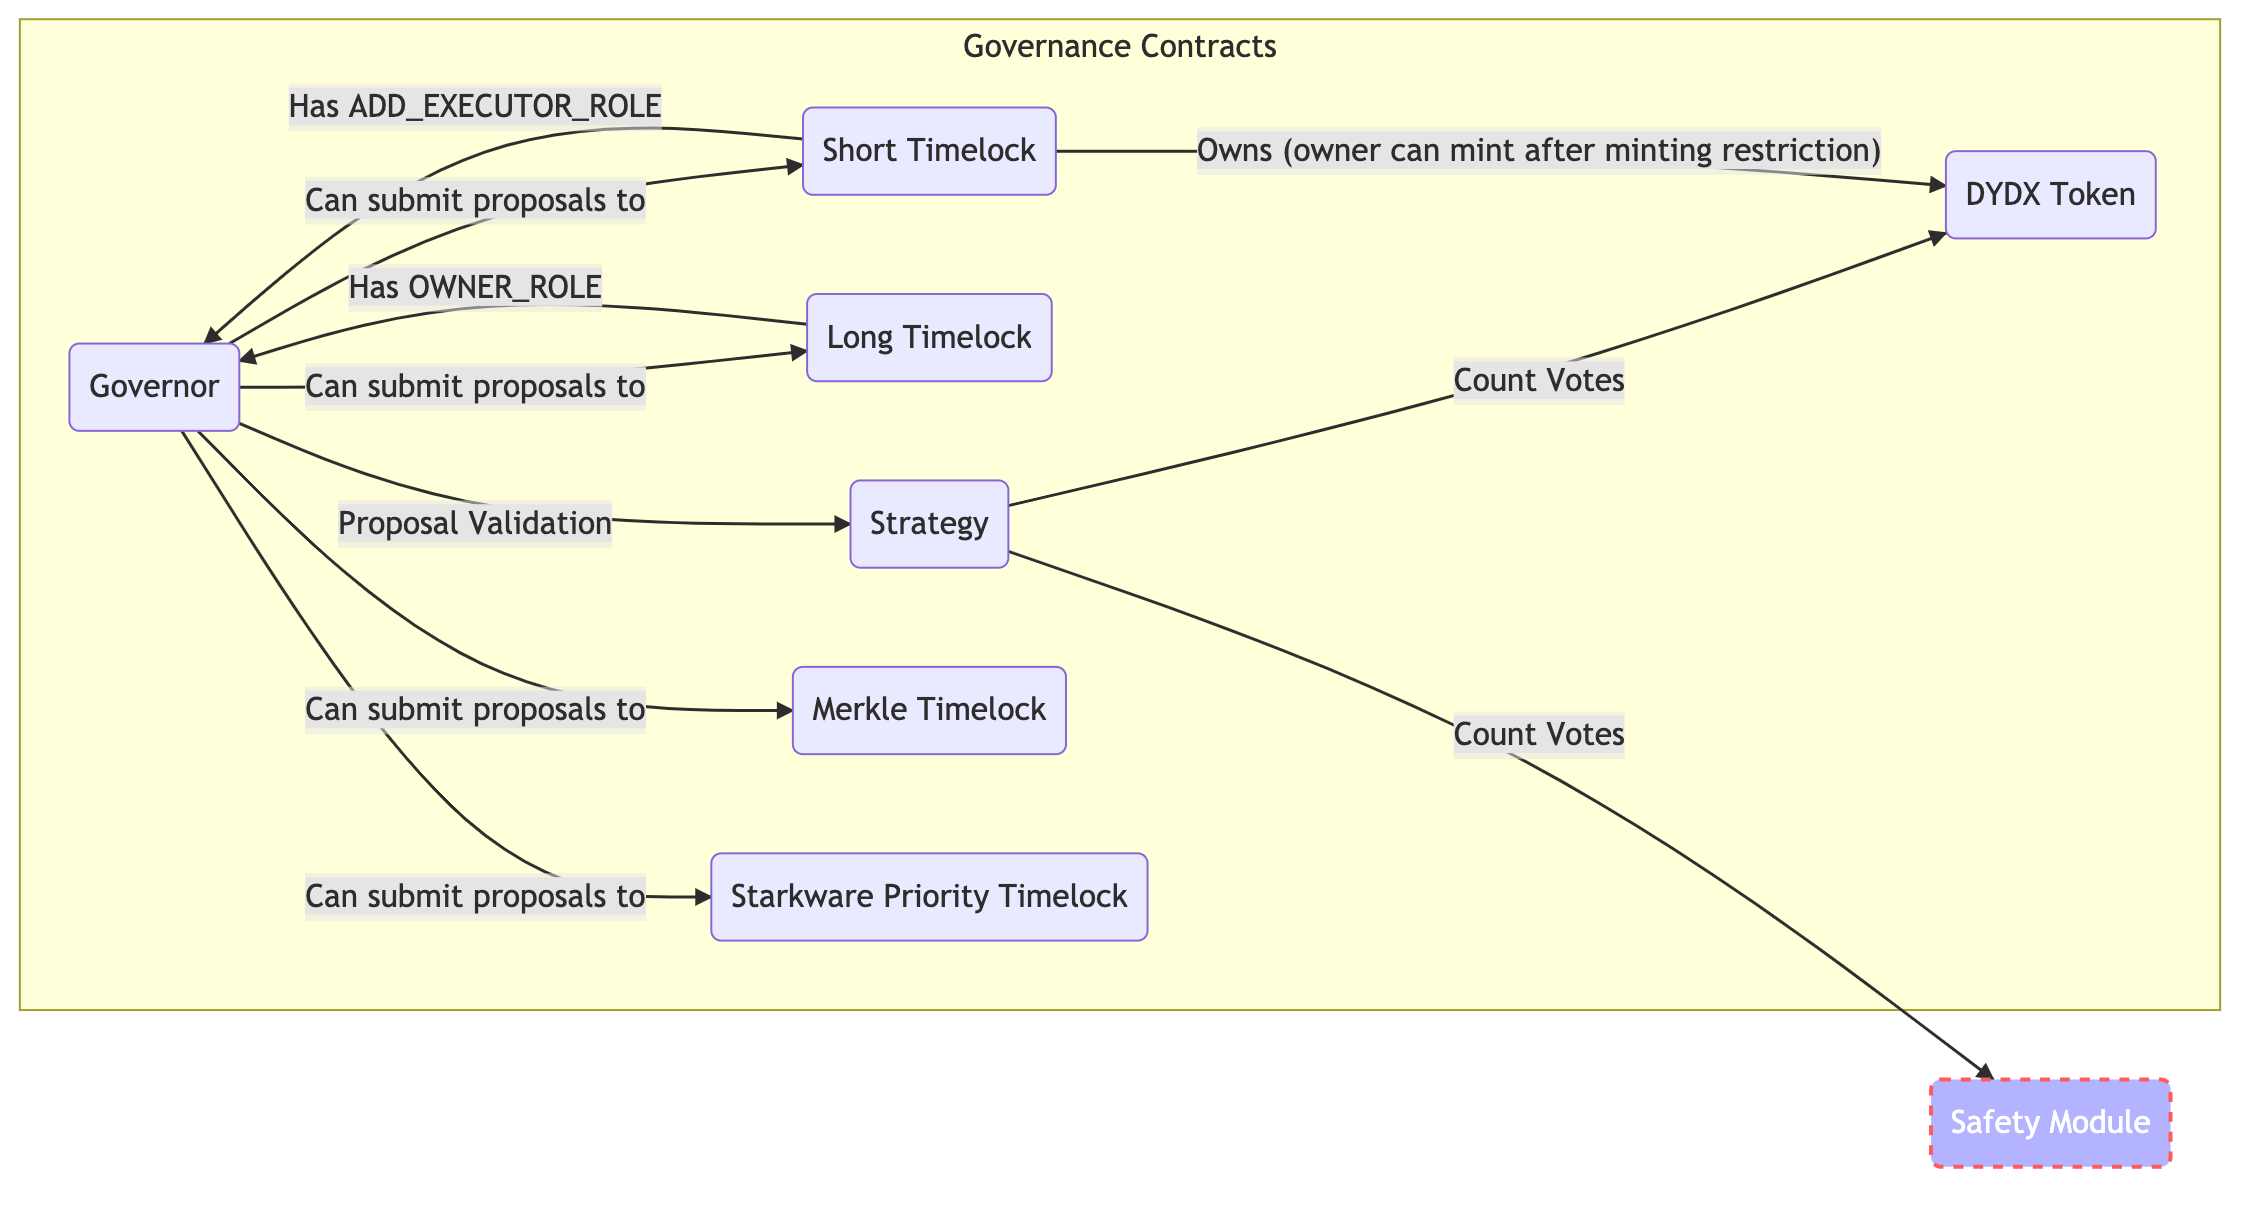 Governance Contracts
Has ADD_EXECUTOR_ROLE
Short Timelock
Owns (owner can mint after minting restriction)
DYDX Token
Can submit proposals to
Has OWNER_ROLE
Long Timelock
Governor
Can submit proposals to
Count Votes
Proposal Validation
Strategy
Can submit proposals to
Merkle Timelock
Count Votes
Can submit proposals to
Starkware Priority Timelock
Safety Module